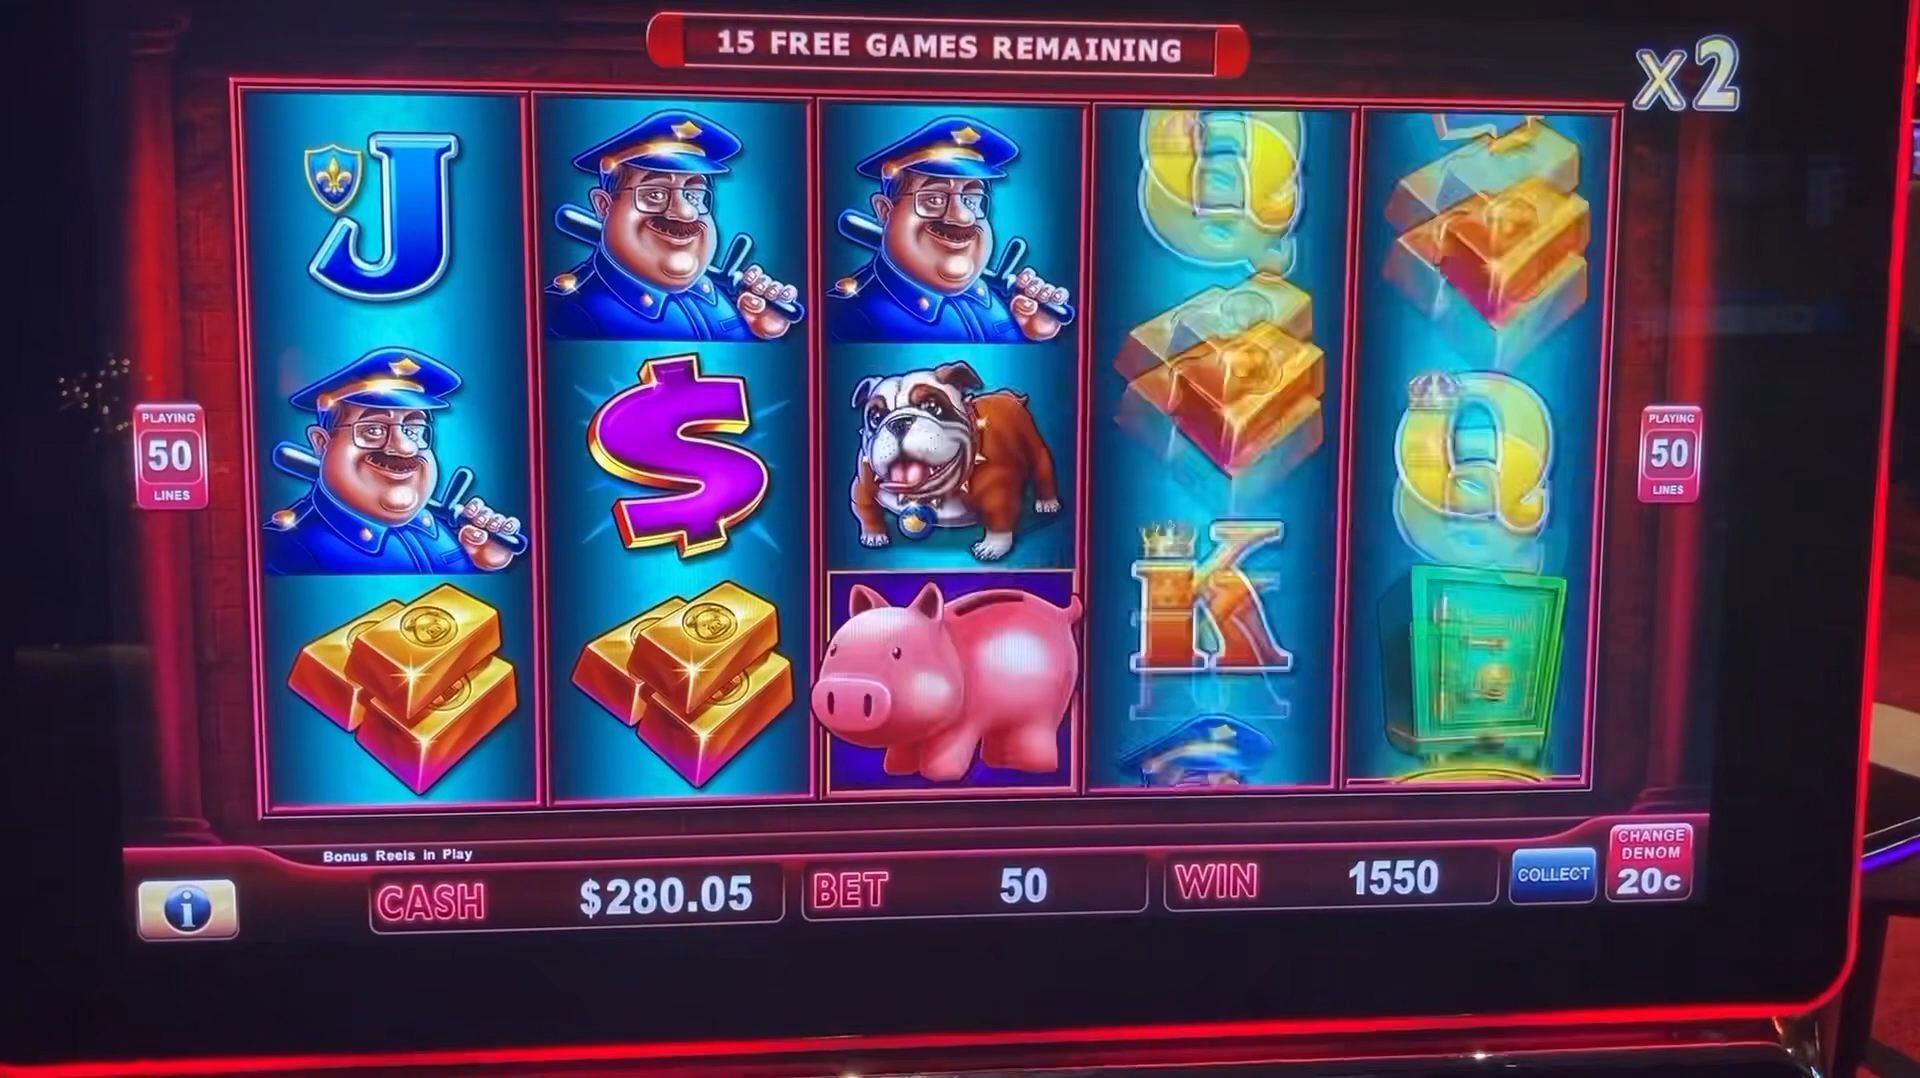 15 FREE GAMES REMAINING
x2
J
$
Q
K
Q
PLAYING
50
LINES
PLAYING
50
LINES
Bonus Reels in Play
i
CASH $280.05
BET 50
WIN 1550
COLLECT
CHANGE
DENOM
20c